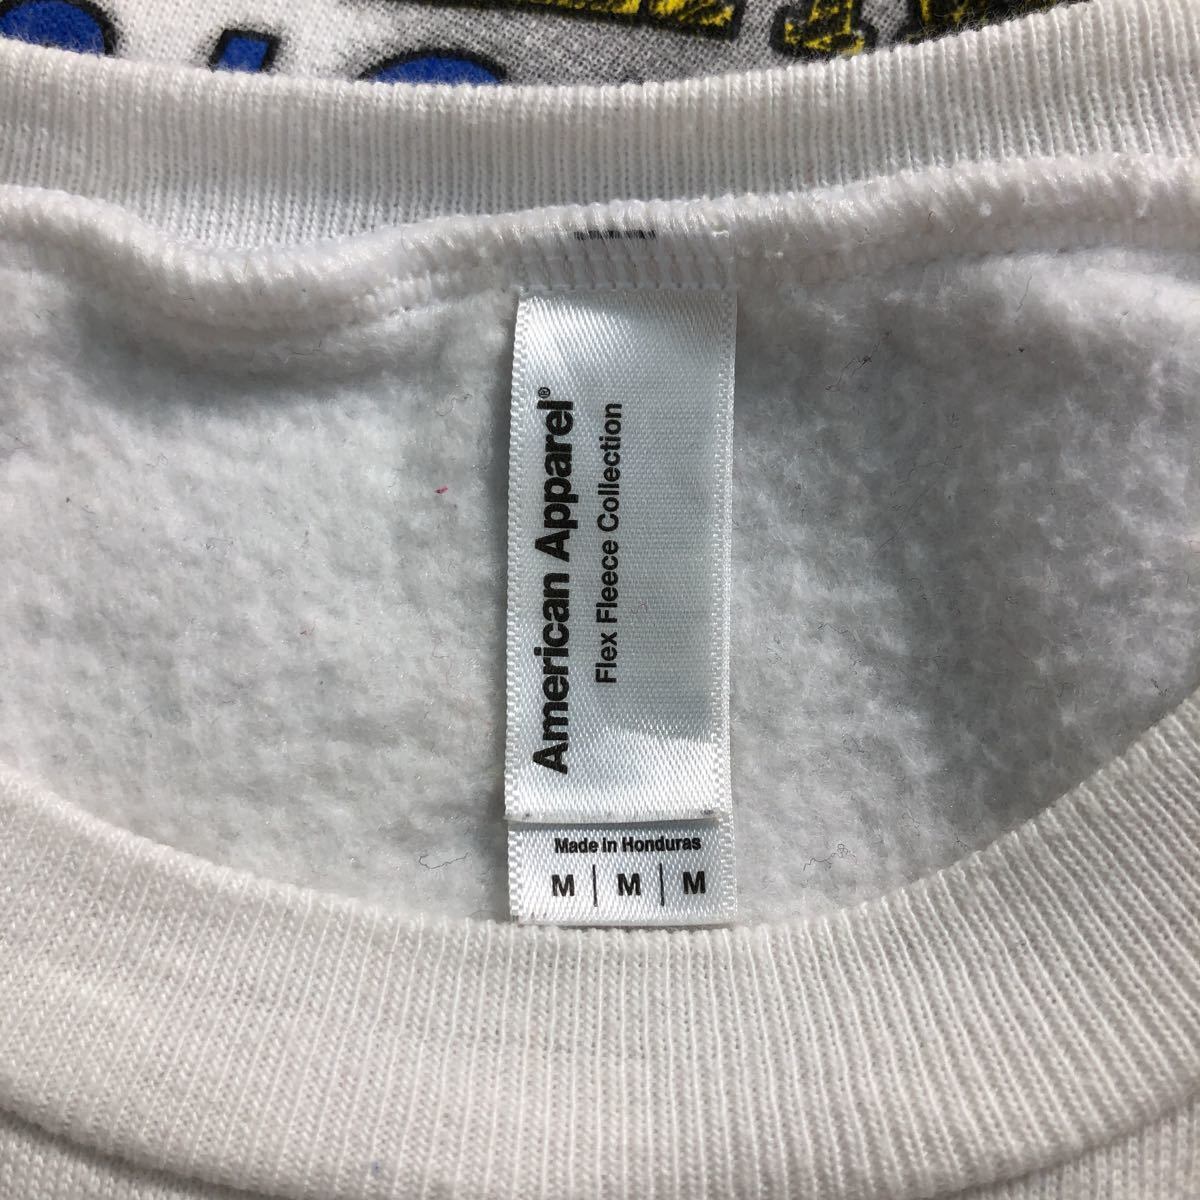 American Apparel®
Flex Fleece Collection
Made in Honduras
M | M | M